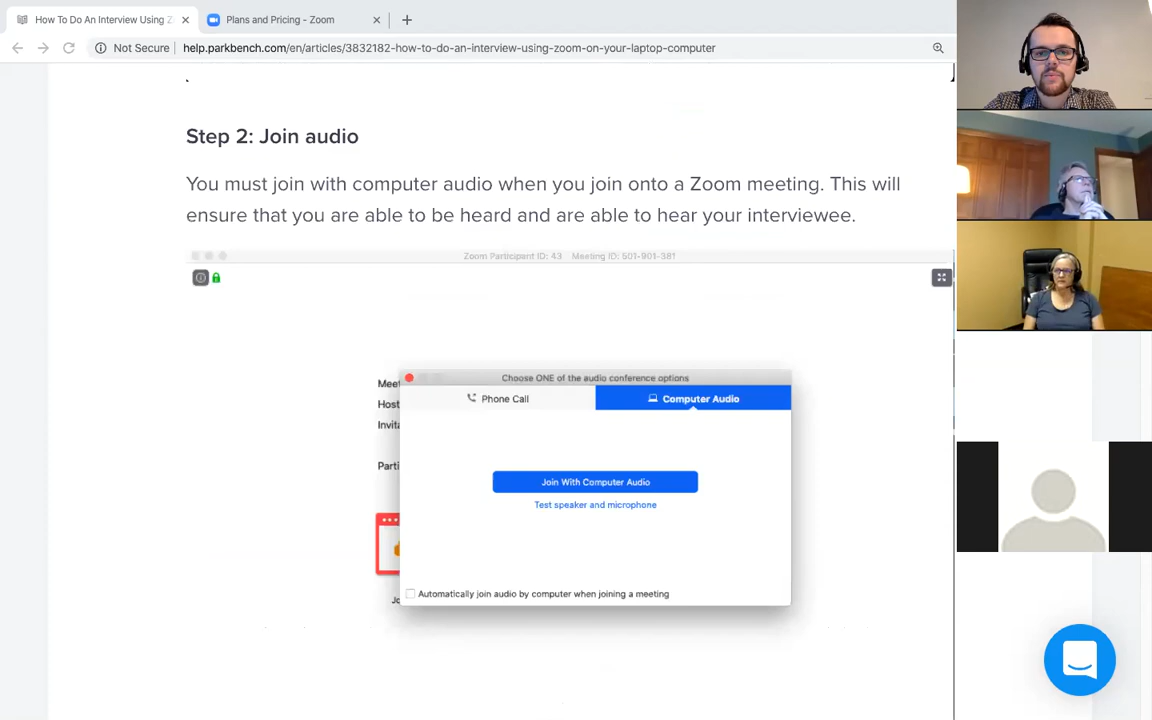 How To Do An Interview Using Z
Plans and Pricing - Zoom
Not Secure
help.parkbench.com/en/articles/3832182-how-to-do-an-interview-using-zoom-on-your-laptop-computer
Step 2: Join audio
You must join with computer audio when you join onto a Zoom meeting. This will
ensure that you are able to be heard and are able to hear your interviewee.
Zoom Participant ID: 43 Meeting ID: 501-901-381
Choose ONE of the audio conference options
Phone Call
Computer Audio
Meet
Host
Invita
Parti
Join With Computer Audio
Test speaker and microphone
Automatically join audio by computer when joining a meeting
Jo